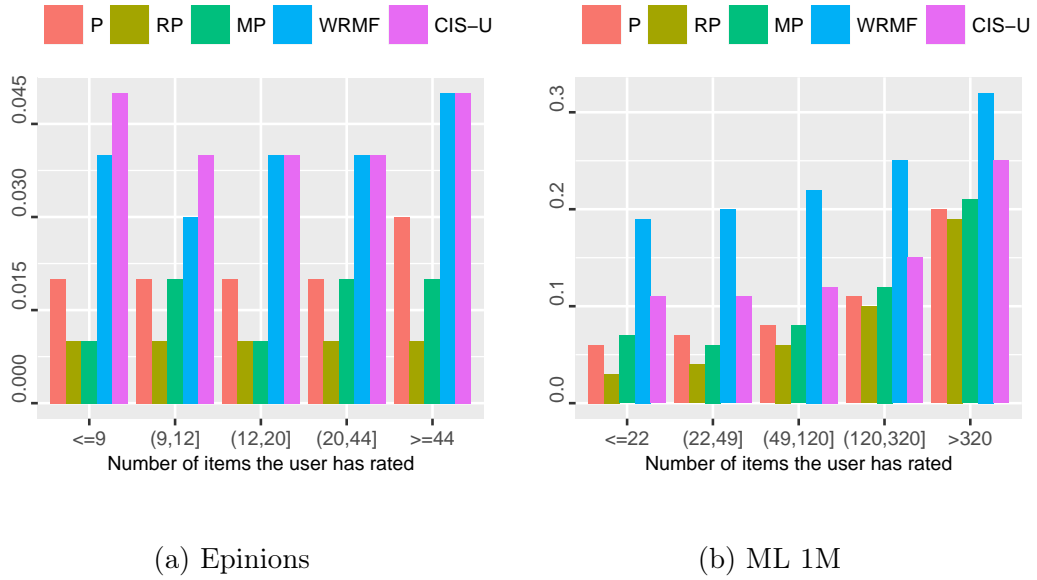 P RP MP WRMF CIS−U
0.000 0.015 0.030 0.045
<=9 (9,12] (12,20] (20,44] >=44
Number of items the user has rated
(a) Epinions
P RP MP WRMF CIS−U
0.0 0.1 0.2 0.3
<=22 (22,49] (49,120] (120,320] >320
Number of items the user has rated
(b) ML 1M